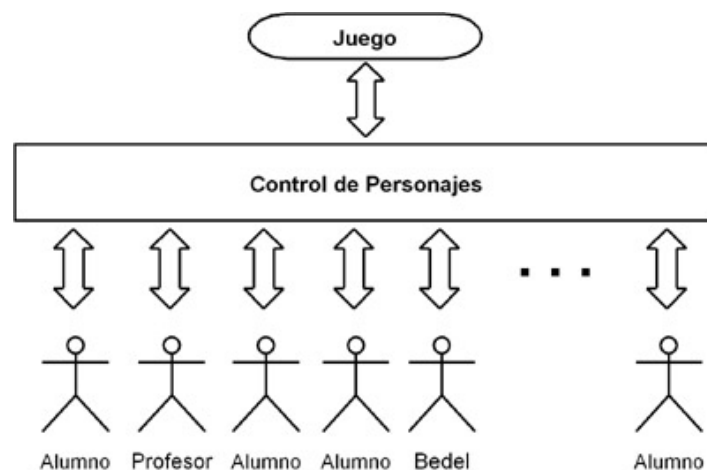 Juego
Control de Personajes
. . .
Alumno Profesor Alumno Alumno Bedel Alumno